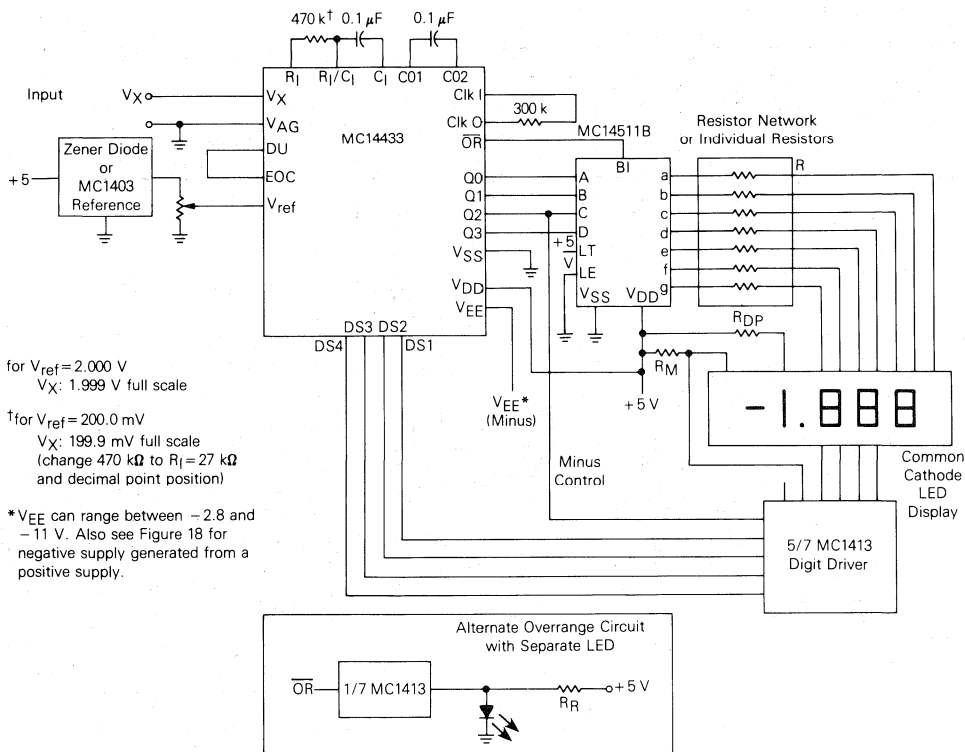 470 k† 0.1 μF 0.1 μF
RI RI/CI CI C01 C02
Input
VX
VX
VAG
DU
EOC
Vref
MC14433
Clk I
Clk O
OR
300 k
Q0
Q1
Q2
Q3
VSS
VDD
VEE
DS3 DS2
DS4 DS1
+5
Zener Diode
or
MC1403
Reference
MC14511B
BI
A
B
C
D
+5
V
LT
LE
VSS VDD
a
b
c
d
e
f
g
Resistor Network
or Individual Resistors
R
RDP
RM
+5 V
VEE*
(Minus)
Minus
Control
-1.888
Common
Cathode
LED
Display
5/7 MC1413
Digit Driver
for Vref = 2.000 V
VX: 1.999 V full scale
†for Vref = 200.0 mV
VX: 199.9 mV full scale
(change 470 kΩ to RI = 27 kΩ
and decimal point position)
*VEE can range between −2.8 and
−11 V. Also see Figure 18 for
negative supply generated from a
positive supply.
Alternate Overrange Circuit
with Separate LED
OR
1/7 MC1413
RR
+5 V